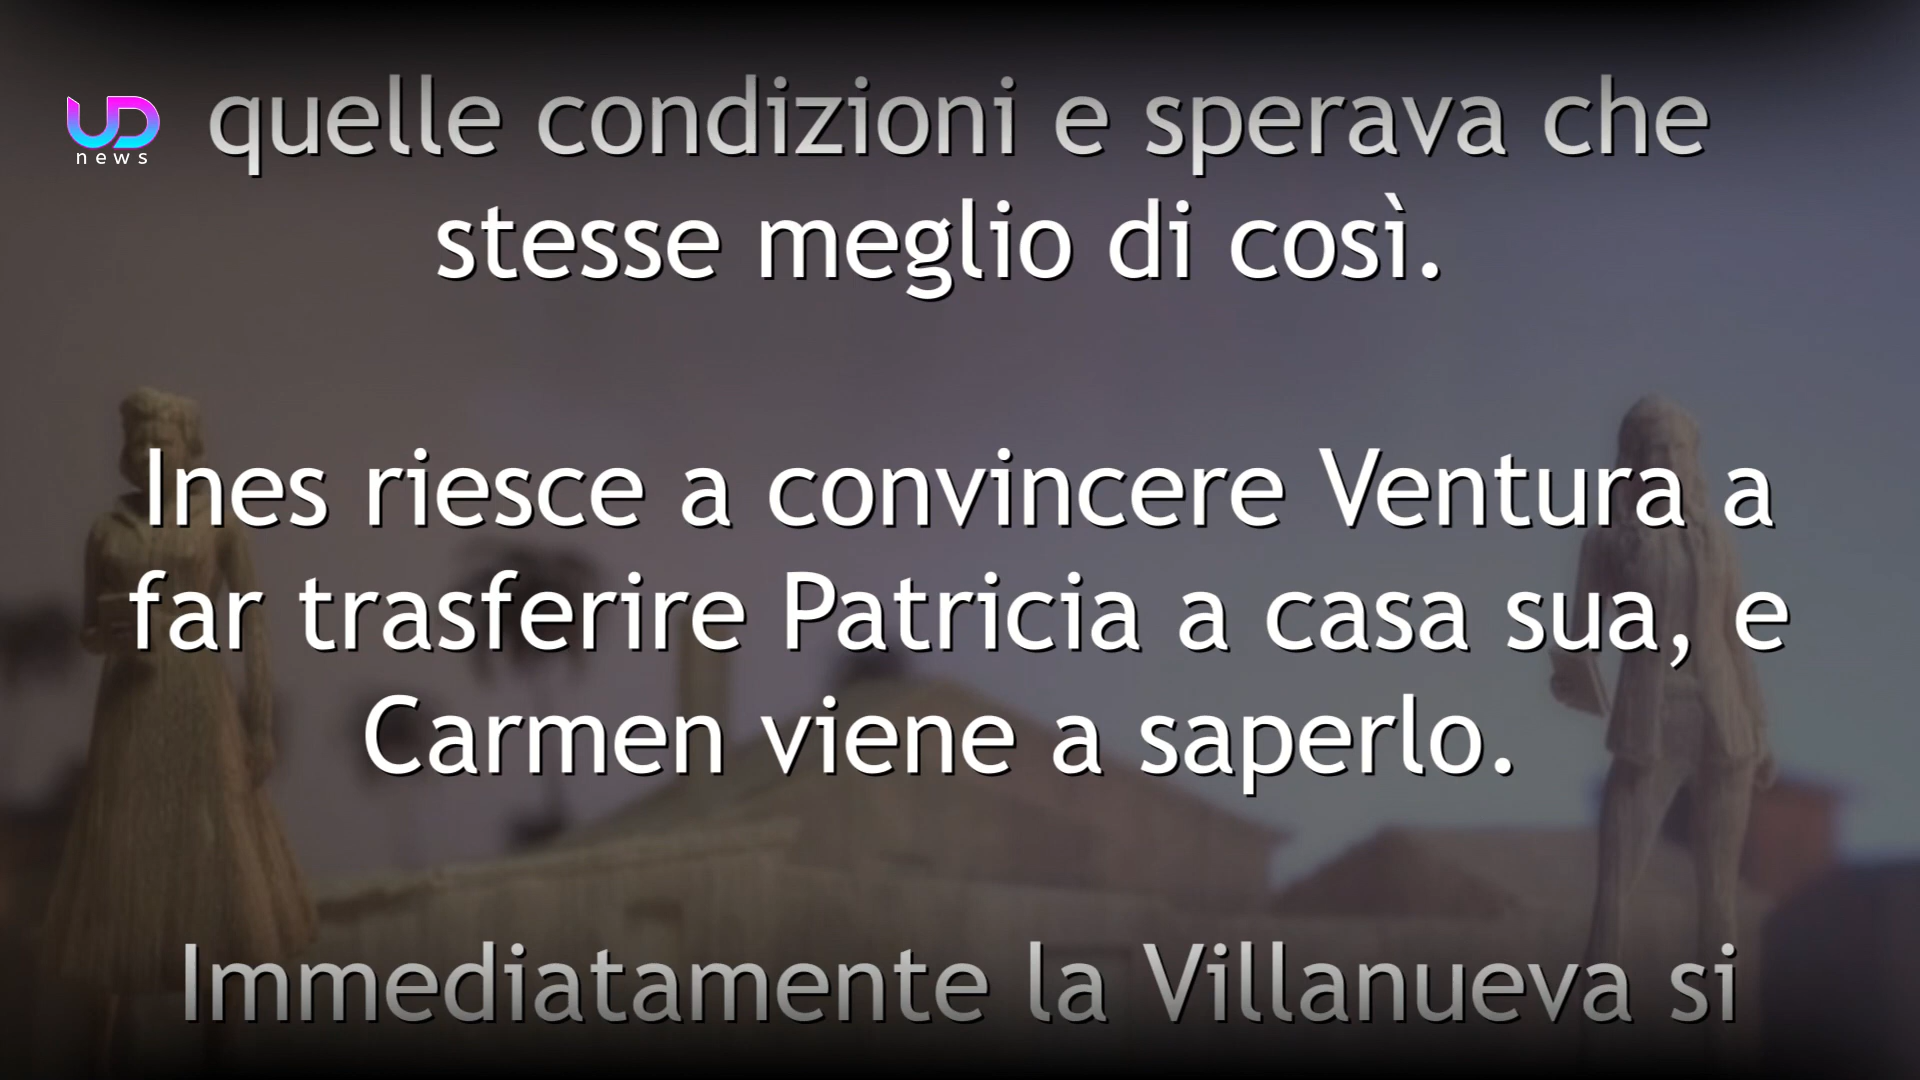 UD
news
quelle condizioni e sperava che
stesse meglio di così.
Ines riesce a convincere Ventura a
far trasferire Patricia a casa sua, e
Carmen viene a saperlo.
Immediatamente la Villanueva si